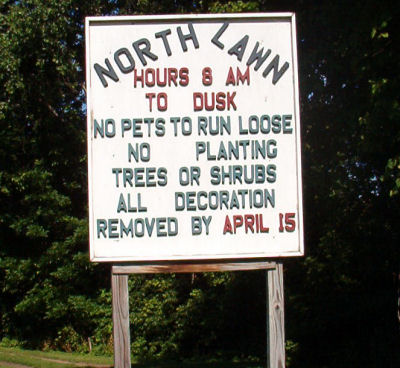 NORTH LAWN
HOURS 8 AM
TO DUSK
NO PETS TO RUN LOOSE
NO PLANTING
TREES OR SHRUBS
ALL DECORATION
REMOVED BY APRIL 15